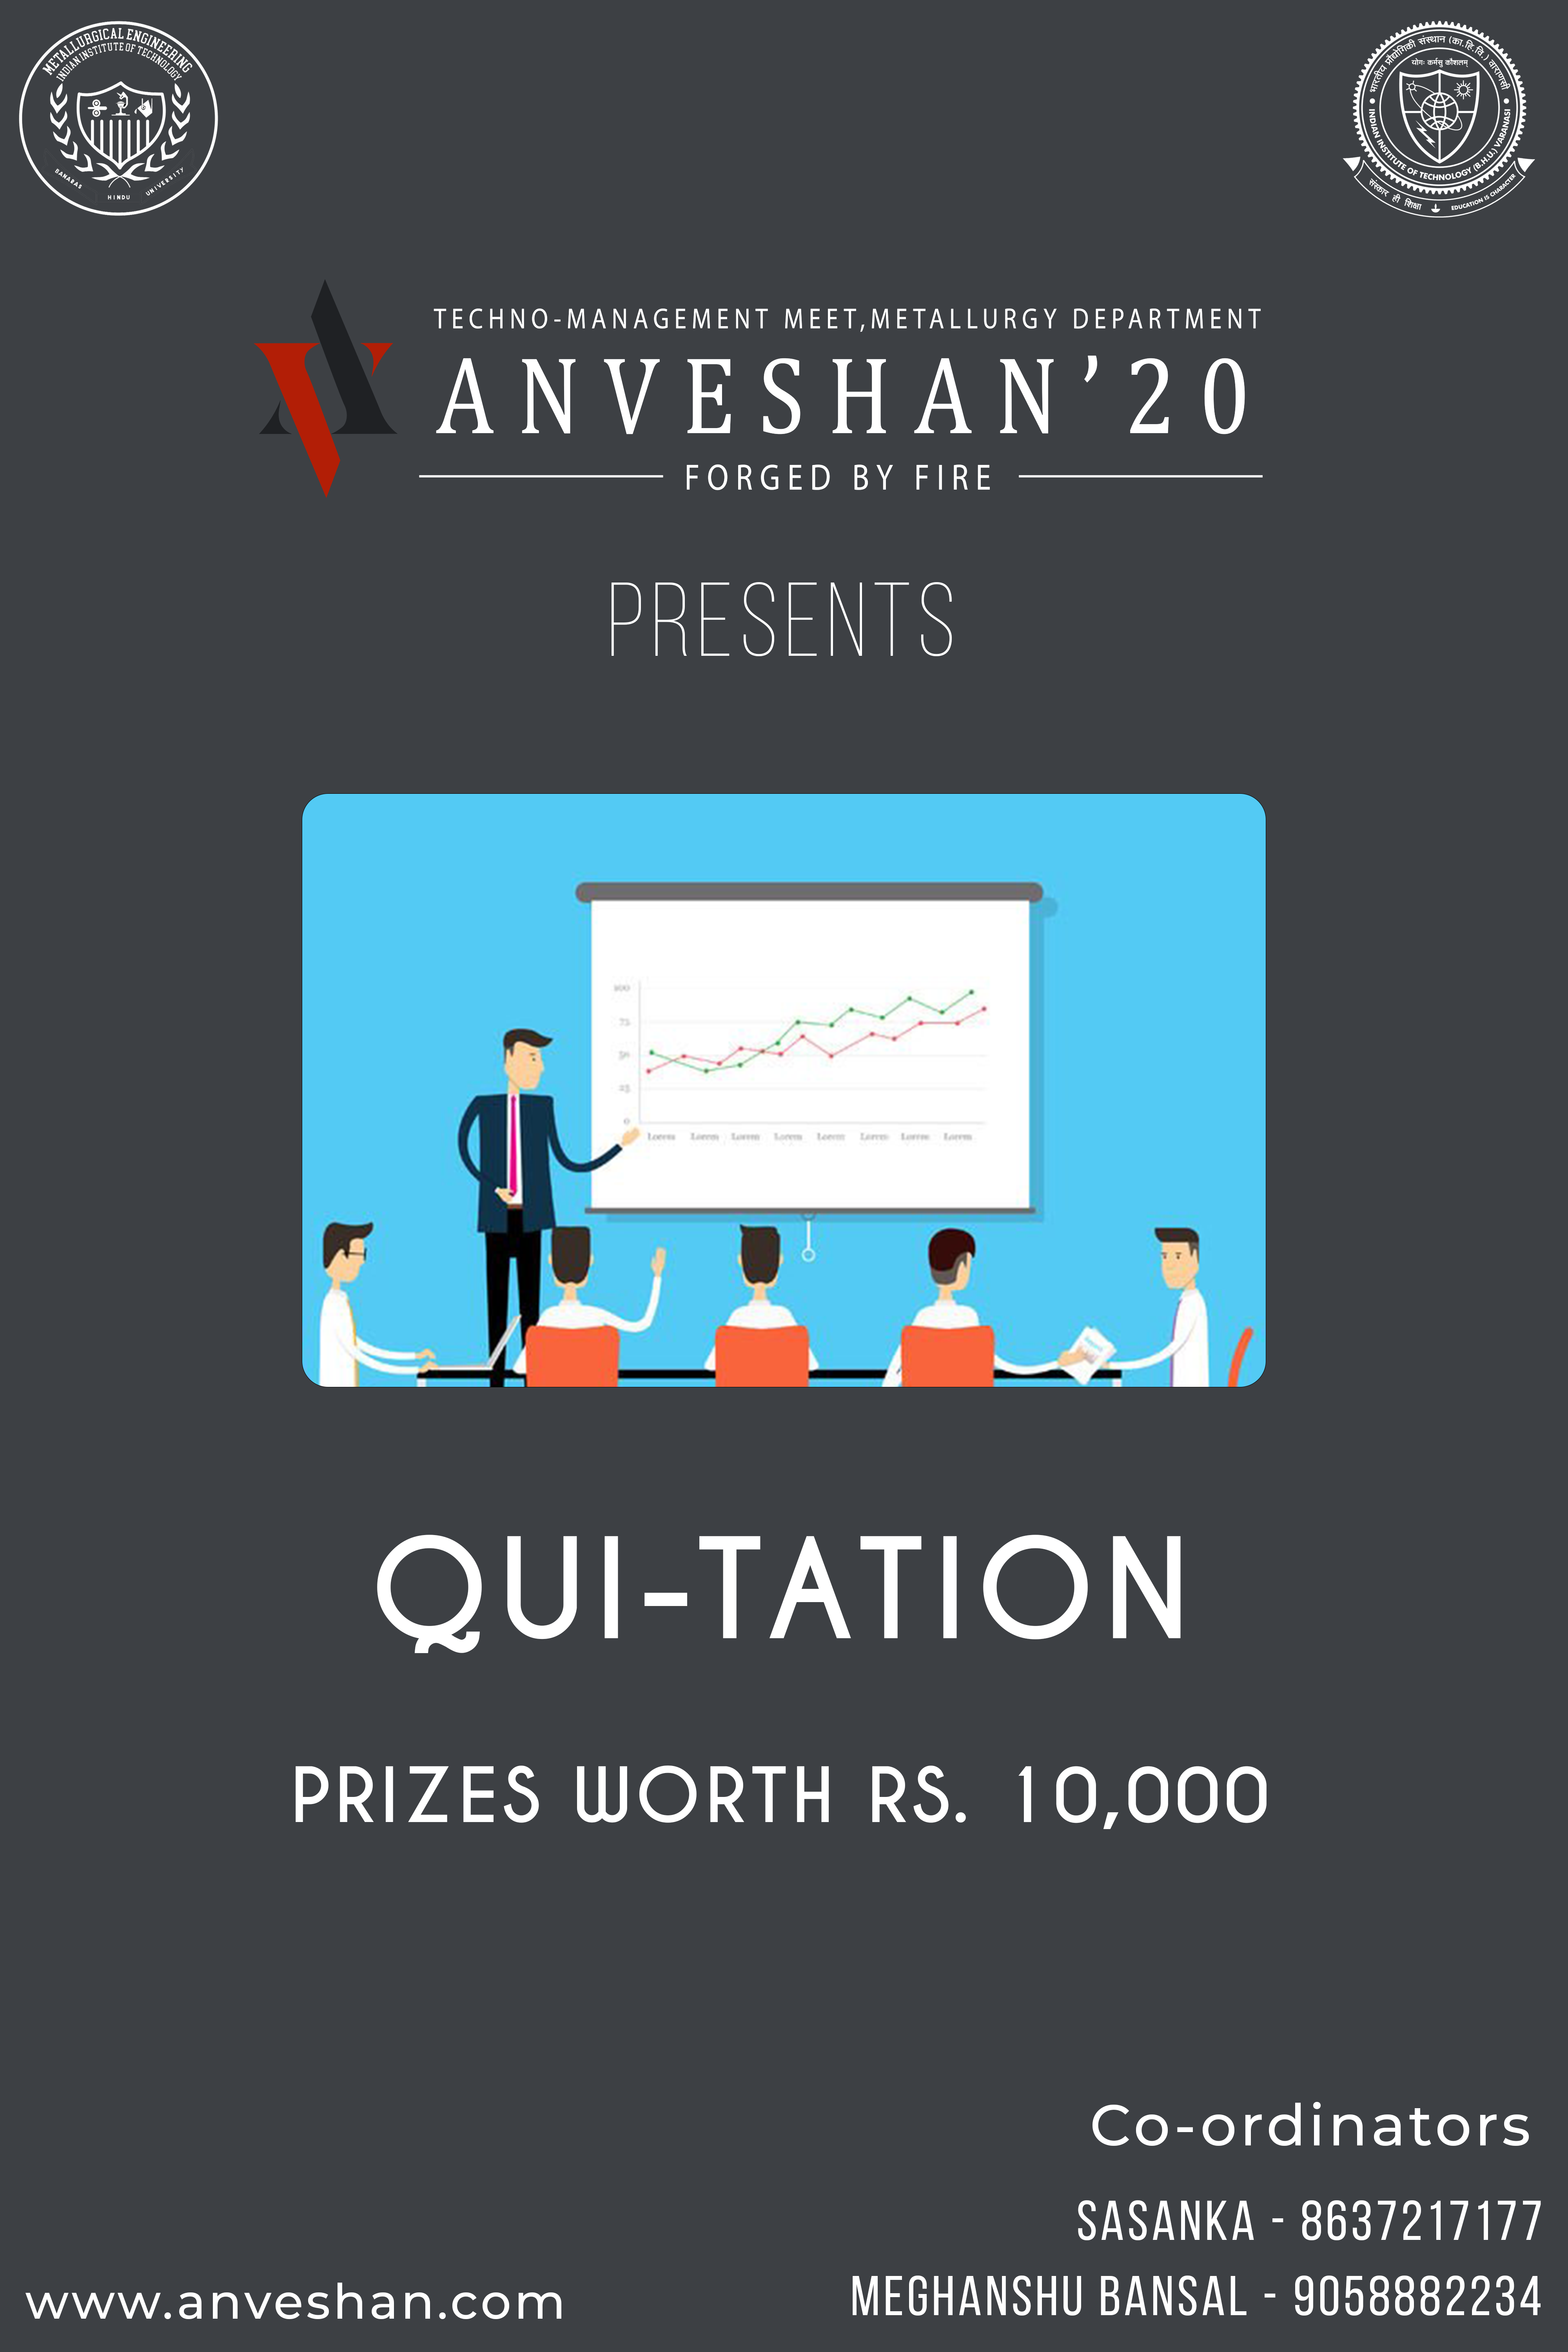 METALLURGICAL ENGINEERING
INDIAN INSTITUTE OF TECHNOLOGY
BANARAS HINDU UNIVERSITY
भारतीय प्रौद्योगिकी संस्थान (का.हि.वि.) वाराणसी
योगः कर्मसु कौशलम्
INDIAN INSTITUTE OF TECHNOLOGY (B.H.U.) VARANASI
संस्कार ही शिक्षा EDUCATION IS CHARACTER
TECHNO-MANAGEMENT MEET,METALLURGY DEPARTMENT
ANVESHAN’20
FORGED BY FIRE
PRESENTS
100
75
50
25
0
Lorem Lorem Lorem Lorem Lorem Lorem Lorem Lorem
QUI-TATION
PRIZES WORTH RS. 10,000
Co-ordinators
SASANKA - 8637217177
MEGHANSHU BANSAL - 9058882234
www.anveshan.com